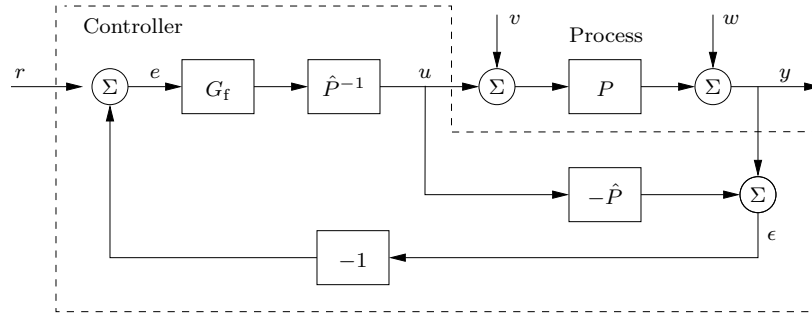 Controller
v
w
Process
r
Σ
e
G_f
P̂⁻¹
u
Σ
P
Σ
y
−P̂
Σ
ϵ
−1